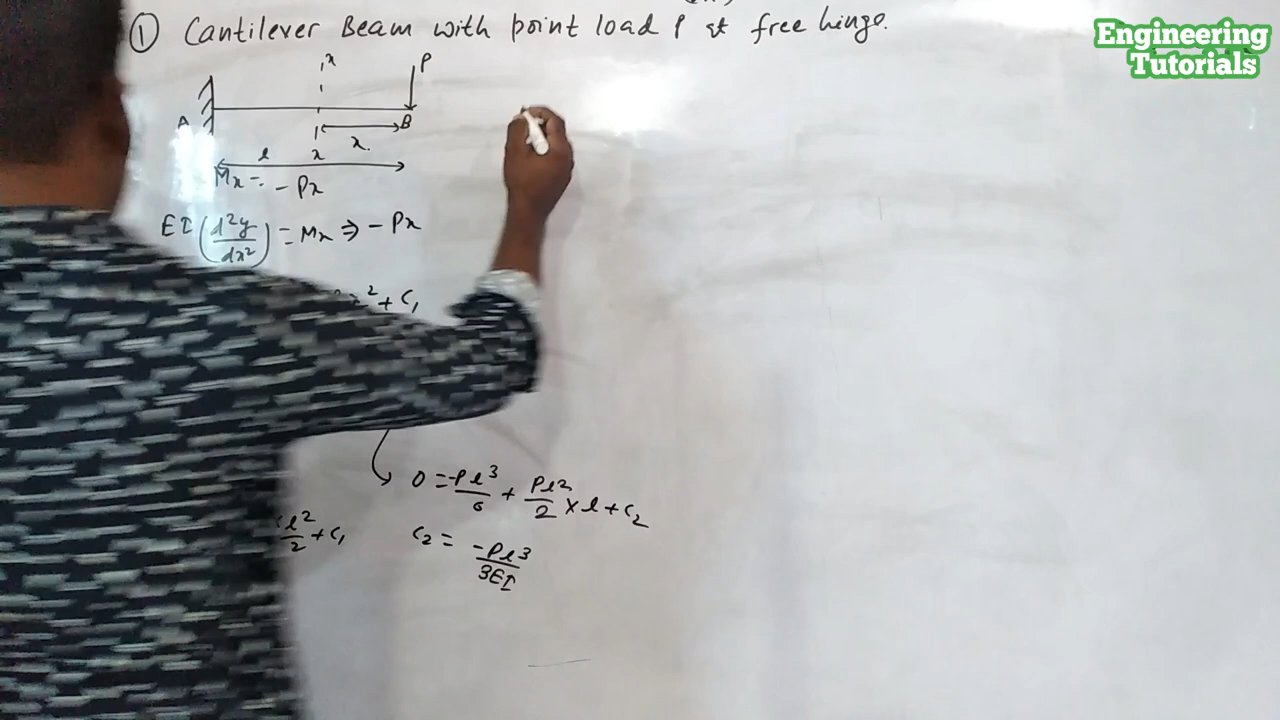 ① Cantilever Beam with point load P at free hinge.
Engineering
Tutorials
x
P
A
B
x.
l
x
Mx = - Px
EI (d²y/dx²) = Mx ⇒ - Px
x² + C₁
0 = -Pl³/6 + Pl²/2 × l + C₂
l²/2 + C₁
C₂ = -Pl³/3EI